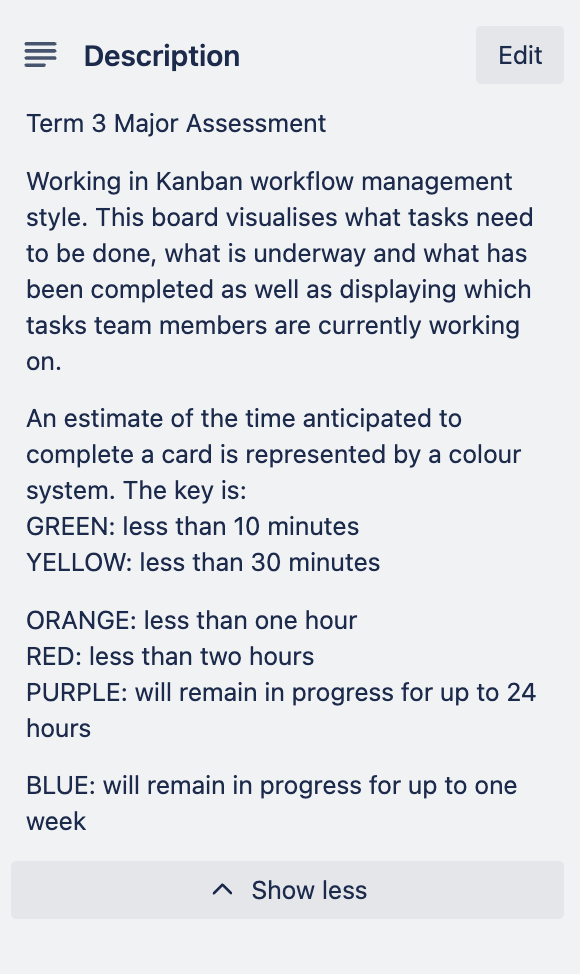 Description
Edit
Term 3 Major Assessment
Working in Kanban workflow management
style. This board visualises what tasks need
to be done, what is underway and what has
been completed as well as displaying which
tasks team members are currently working
on.
An estimate of the time anticipated to
complete a card is represented by a colour
system. The key is:
GREEN: less than 10 minutes
YELLOW: less than 30 minutes
ORANGE: less than one hour
RED: less than two hours
PURPLE: will remain in progress for up to 24
hours
BLUE: will remain in progress for up to one
week
Show less